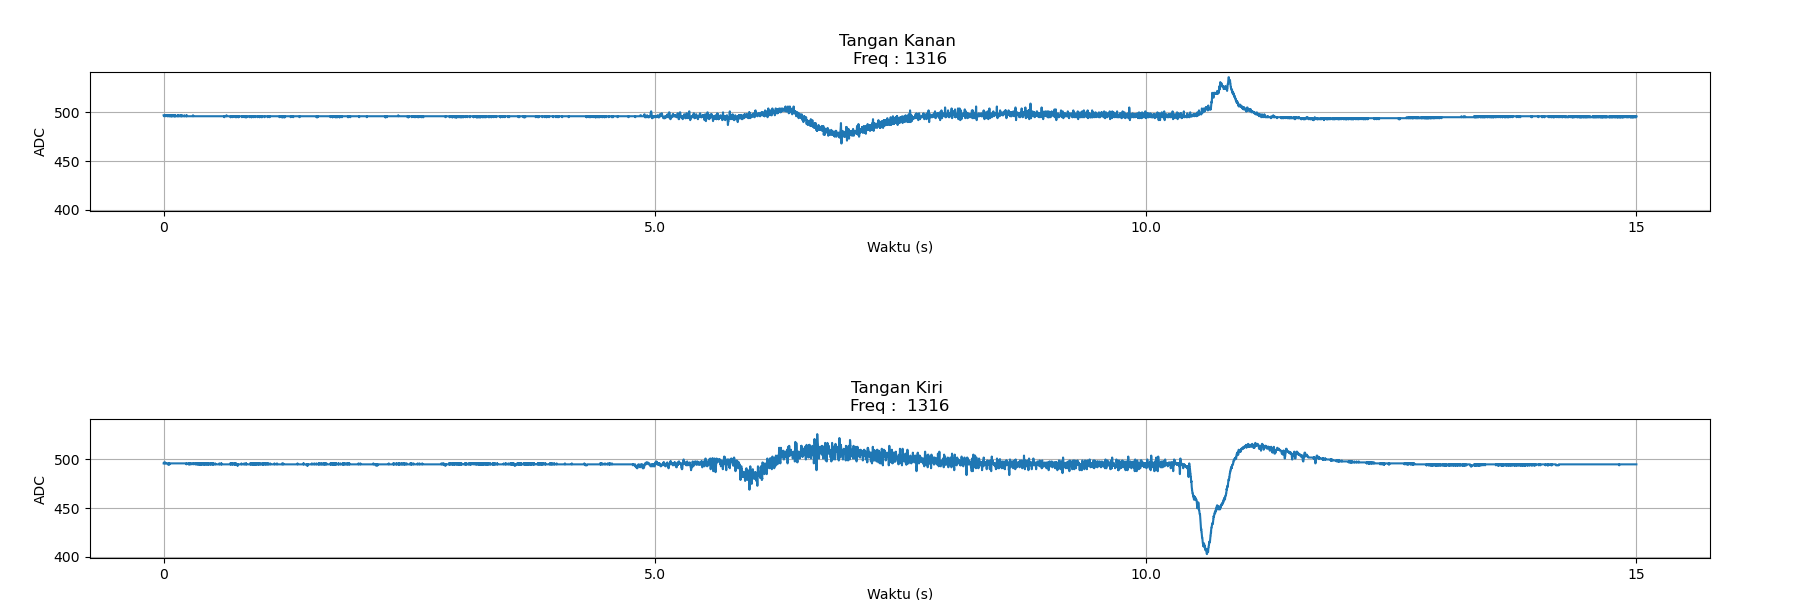 Tangan Kanan
Freq : 1316
500
450
400
ADC
0 5.0 10.0 15
Waktu (s)
Tangan Kiri
Freq :  1316
500
450
400
ADC
0 5.0 10.0 15
Waktu (s)